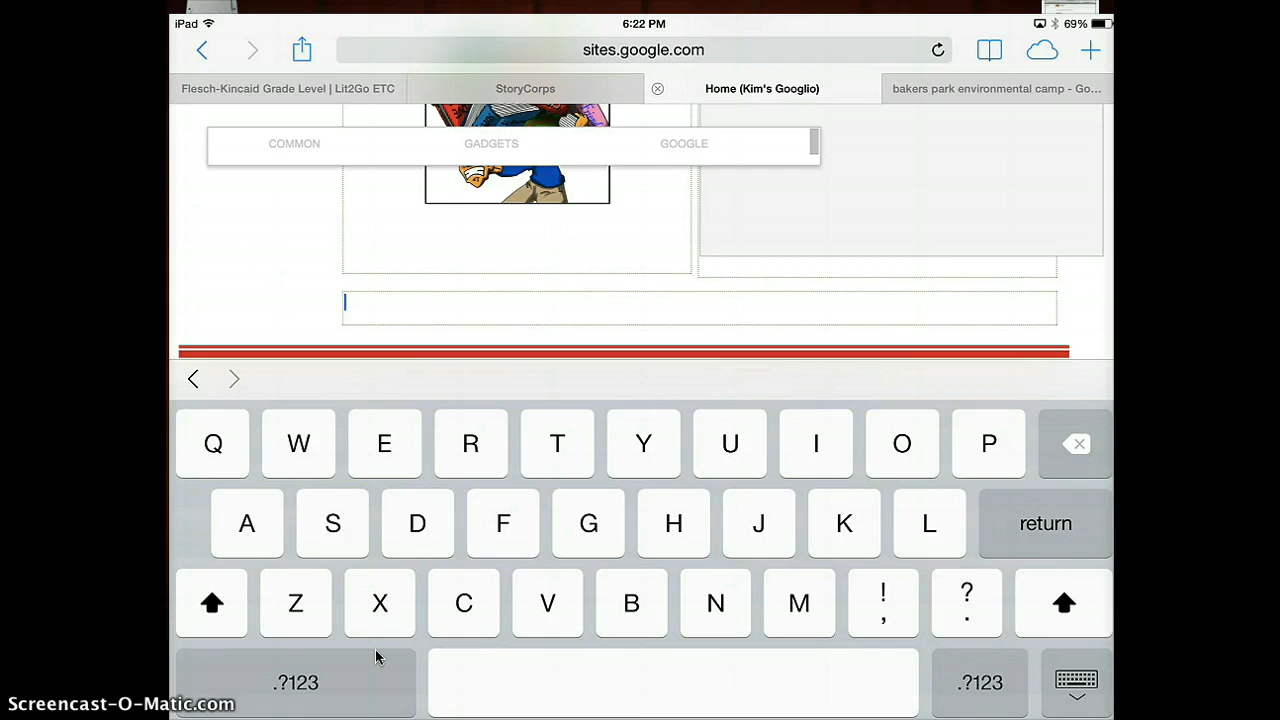 iPad 6:22 PM 69%
sites.google.com
Flesch-Kincaid Grade Level | Lit2Go ETC StoryCorps Home (Kim's Googlio) bakers park environmental camp - Go...
COMMON GADGETS GOOGLE
Q W E R T Y U I O P
A S D F G H J K L return
Z X C V B N M ! , ? .
.?123 .?123
Screencast-O-Matic.com